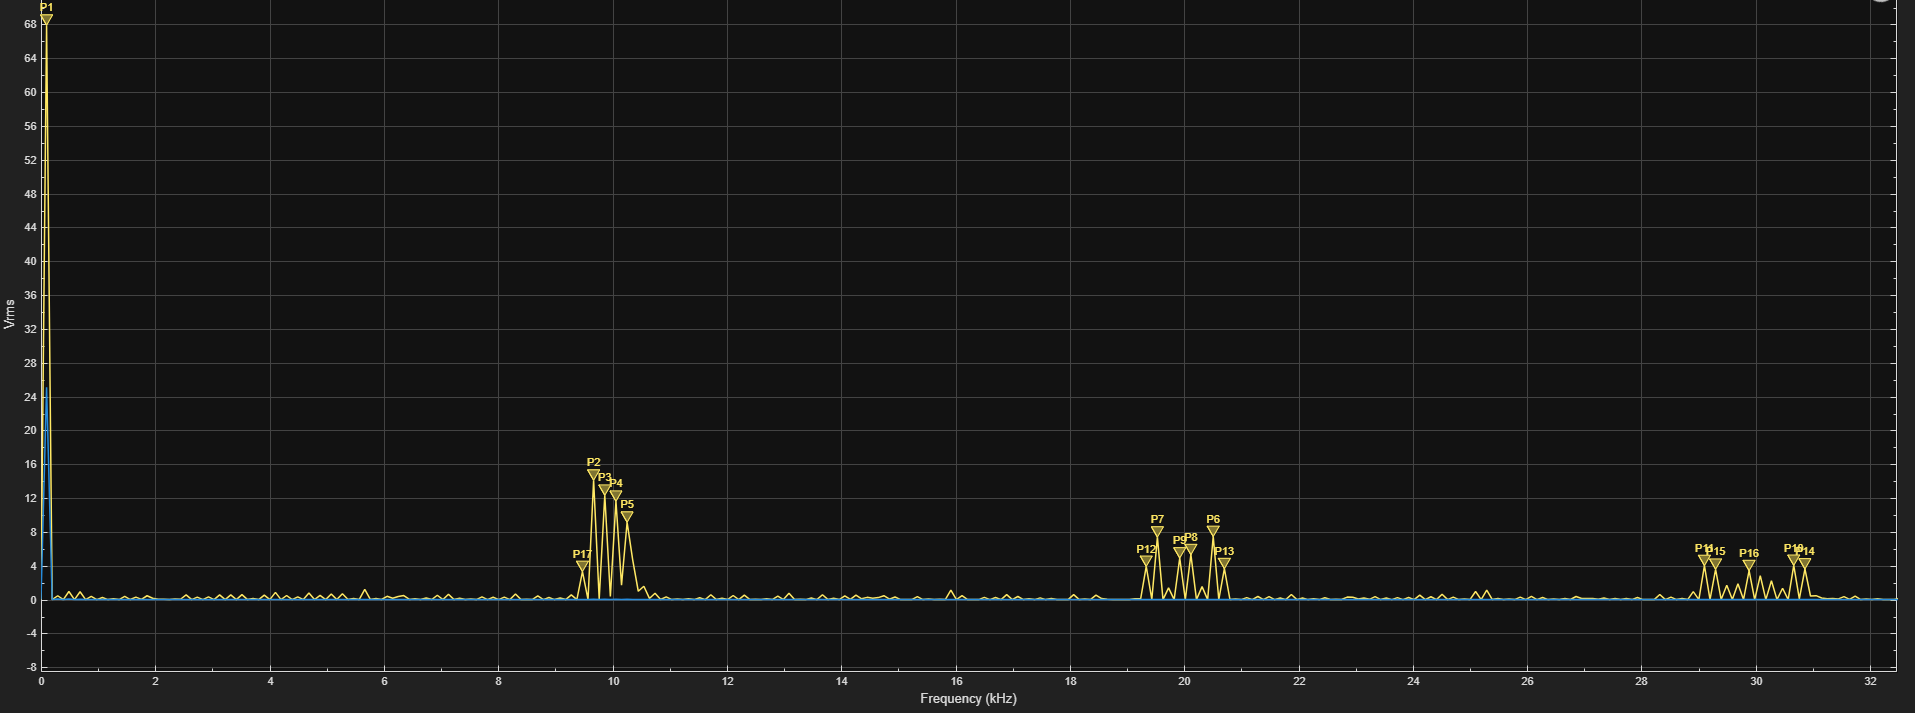 P1
68
64
60
56
52
48
44
40
36
32
28
24
20
16
12
8
4
0
-4
-8
Vrms
P2
P3
P4
P5
P17
P7
P6
P12
P9
P8
P13
P11
P15
P16
P10
P14
0 2 4 6 8 10 12 14 16 18 20 22 24 26 28 30 32
Frequency (kHz)